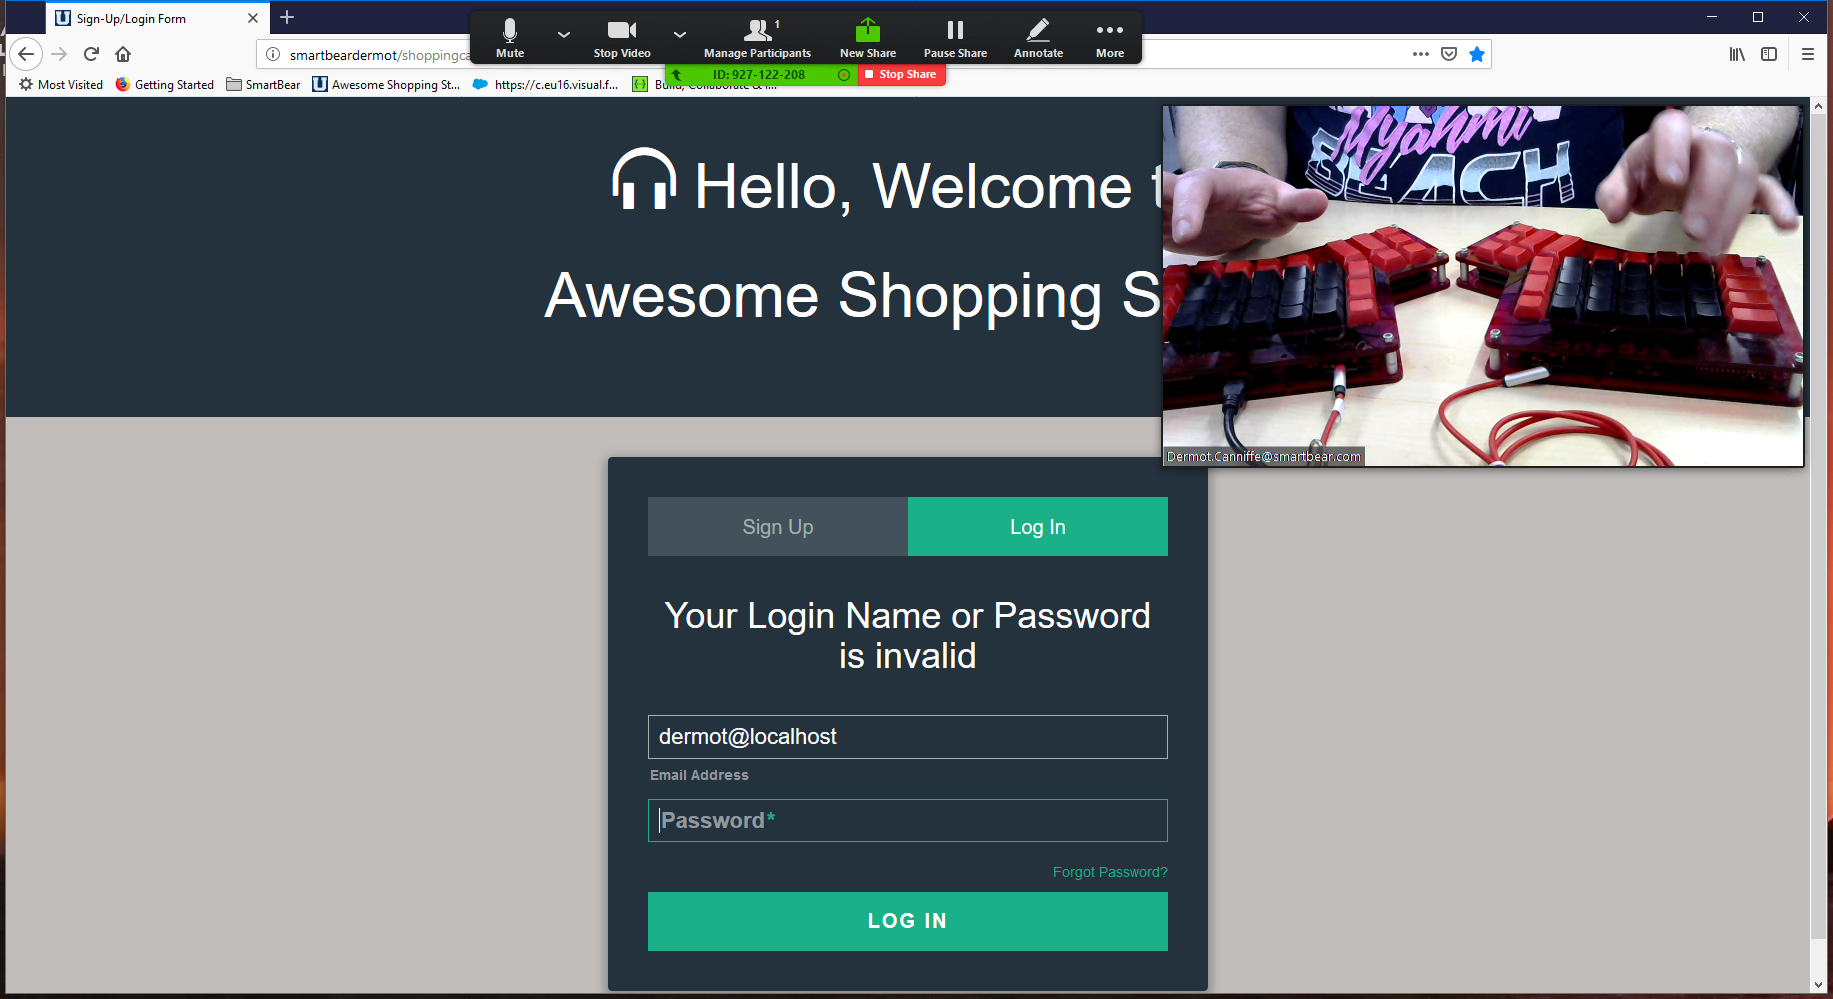 Sign-Up/Login Form
Mute
Stop Video
Manage Participants
1
New Share
Pause Share
Annotate
More
smartbeardermot/shoppingca
ID: 927-122-208
Stop Share
Most Visited
Getting Started
SmartBear
Awesome Shopping St...
https://c.eu16.visual.f...
Build, Collaborate & I...
Hello, Welcome t
Awesome Shopping S
Myahmi
BEACH
Dermot.Canniffe@smartbear.com
Sign Up
Log In
Your Login Name or Password
is invalid
dermot@localhost
Email Address
Password*
Forgot Password?
LOG IN